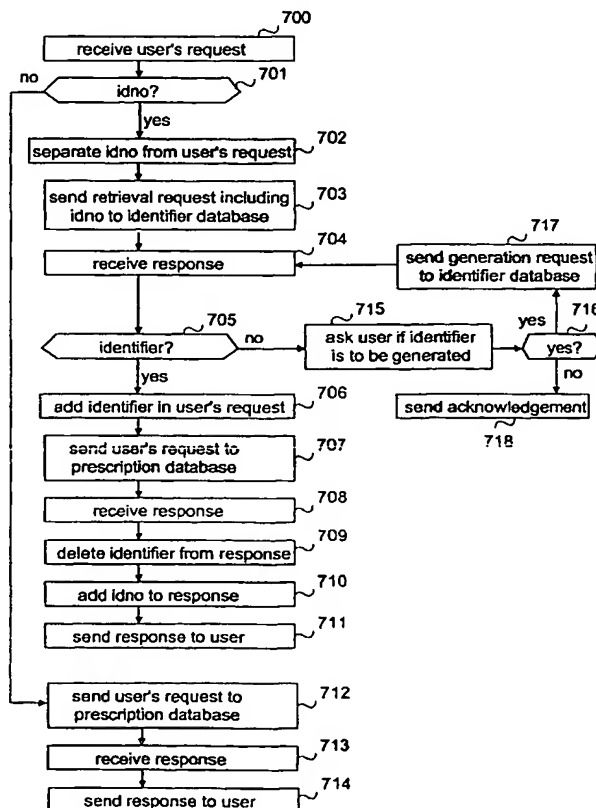 700
receive user's request
701
no
idno?
yes
702
separate idno from user's request
703
send retrieval request including
idno to identifier database
704
receive response
717
send generation request
to identifier database
705
identifier?
no
715
ask user if identifier
is to be generated
yes
716
yes?
no
send acknowledgement
718
yes
706
add identifier in user's request
707
send user's request to
prescription database
708
receive response
709
delete identifier from response
710
add idno to response
711
send response to user
712
send user's request to
prescription database
713
receive response
714
send response to user